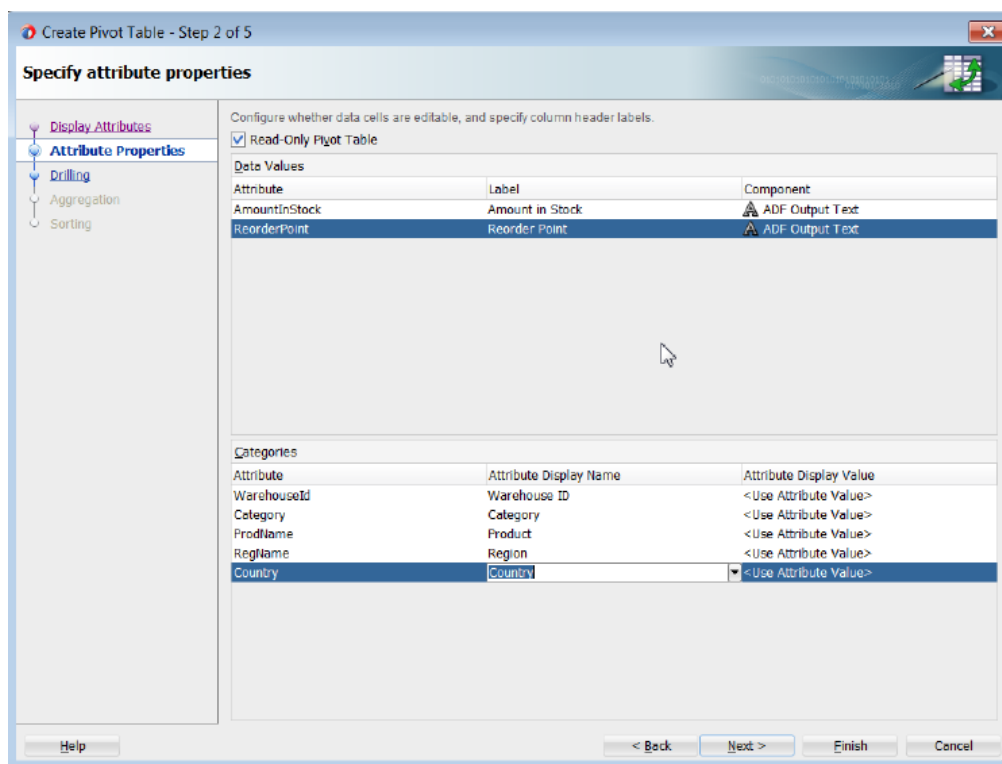 Create Pivot Table - Step 2 of 5
Specify attribute properties
Display Attributes
Attribute Properties
Drilling
Aggregation
Sorting
Configure whether data cells are editable, and specify column header labels.
Read-Only Pivot Table
Data Values
Attribute Label Component
AmountInStock Amount in Stock ADF Output Text
ReorderPoint Reorder Point ADF Output Text
Categories
Attribute Attribute Display Name Attribute Display Value
WarehouseId Warehouse ID <Use Attribute Value>
Category Category <Use Attribute Value>
ProdName Product <Use Attribute Value>
RegName Region <Use Attribute Value>
Country Country <Use Attribute Value>
Help < Back Next > Finish Cancel